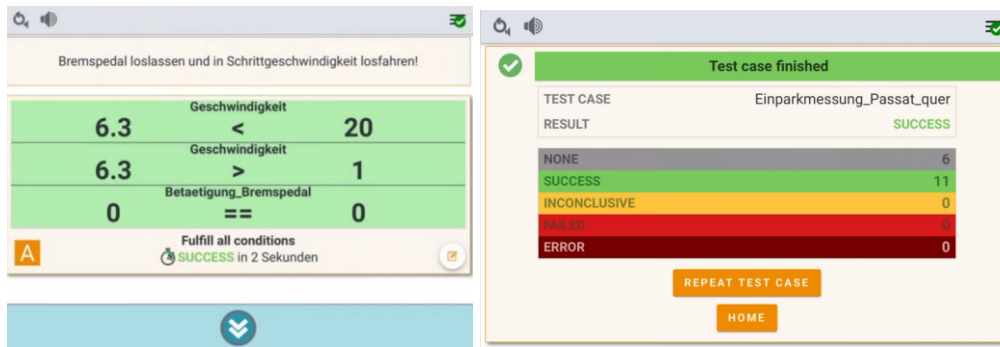 Bremspedal loslassen und in Schrittgeschwindigkeit losfahren!
Geschwindigkeit
6.3 < 20
Geschwindigkeit
6.3 > 1
Betaetigung_Bremspedal
0 == 0
A
Fulfill all conditions
SUCCESS in 2 Sekunden
Test case finished
TEST CASE Einparkmessung_Passat_quer
RESULT SUCCESS
NONE 6
SUCCESS 11
INCONCLUSIVE 0
FAILED 0
ERROR 0
REPEAT TEST CASE
HOME